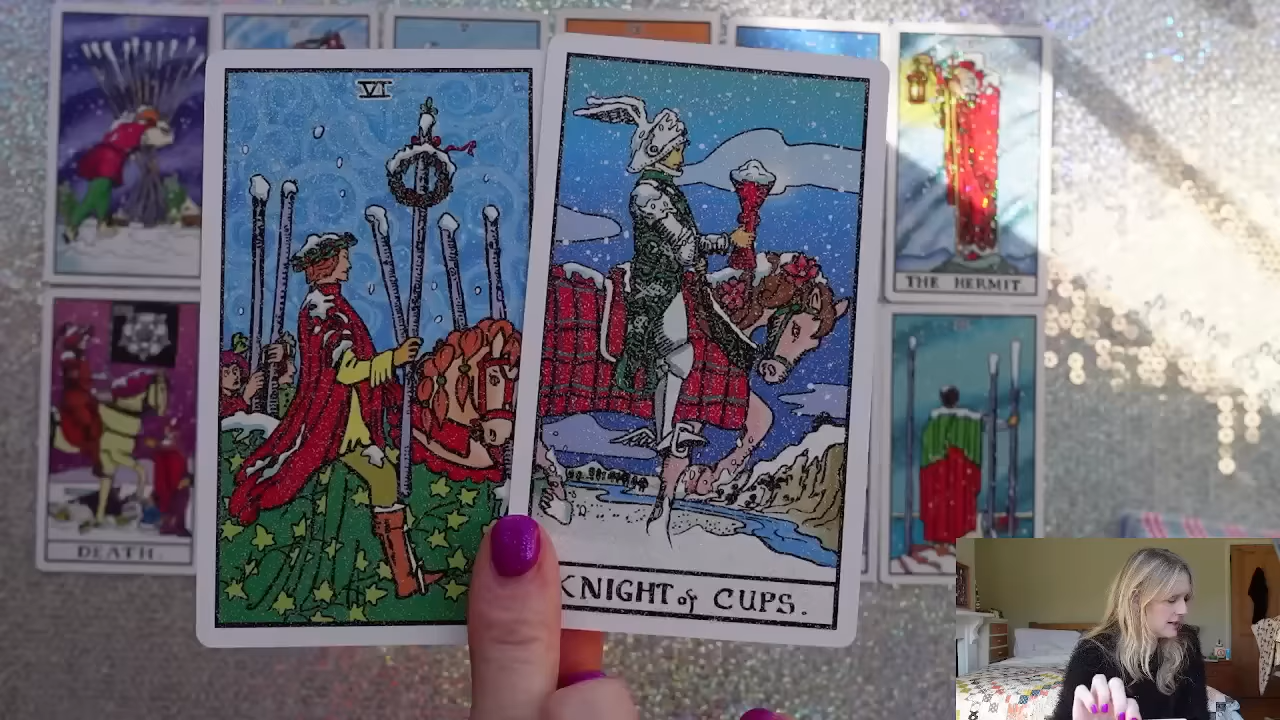 VI
KNIGHT of CUPS.
THE HERMIT.
DEATH.